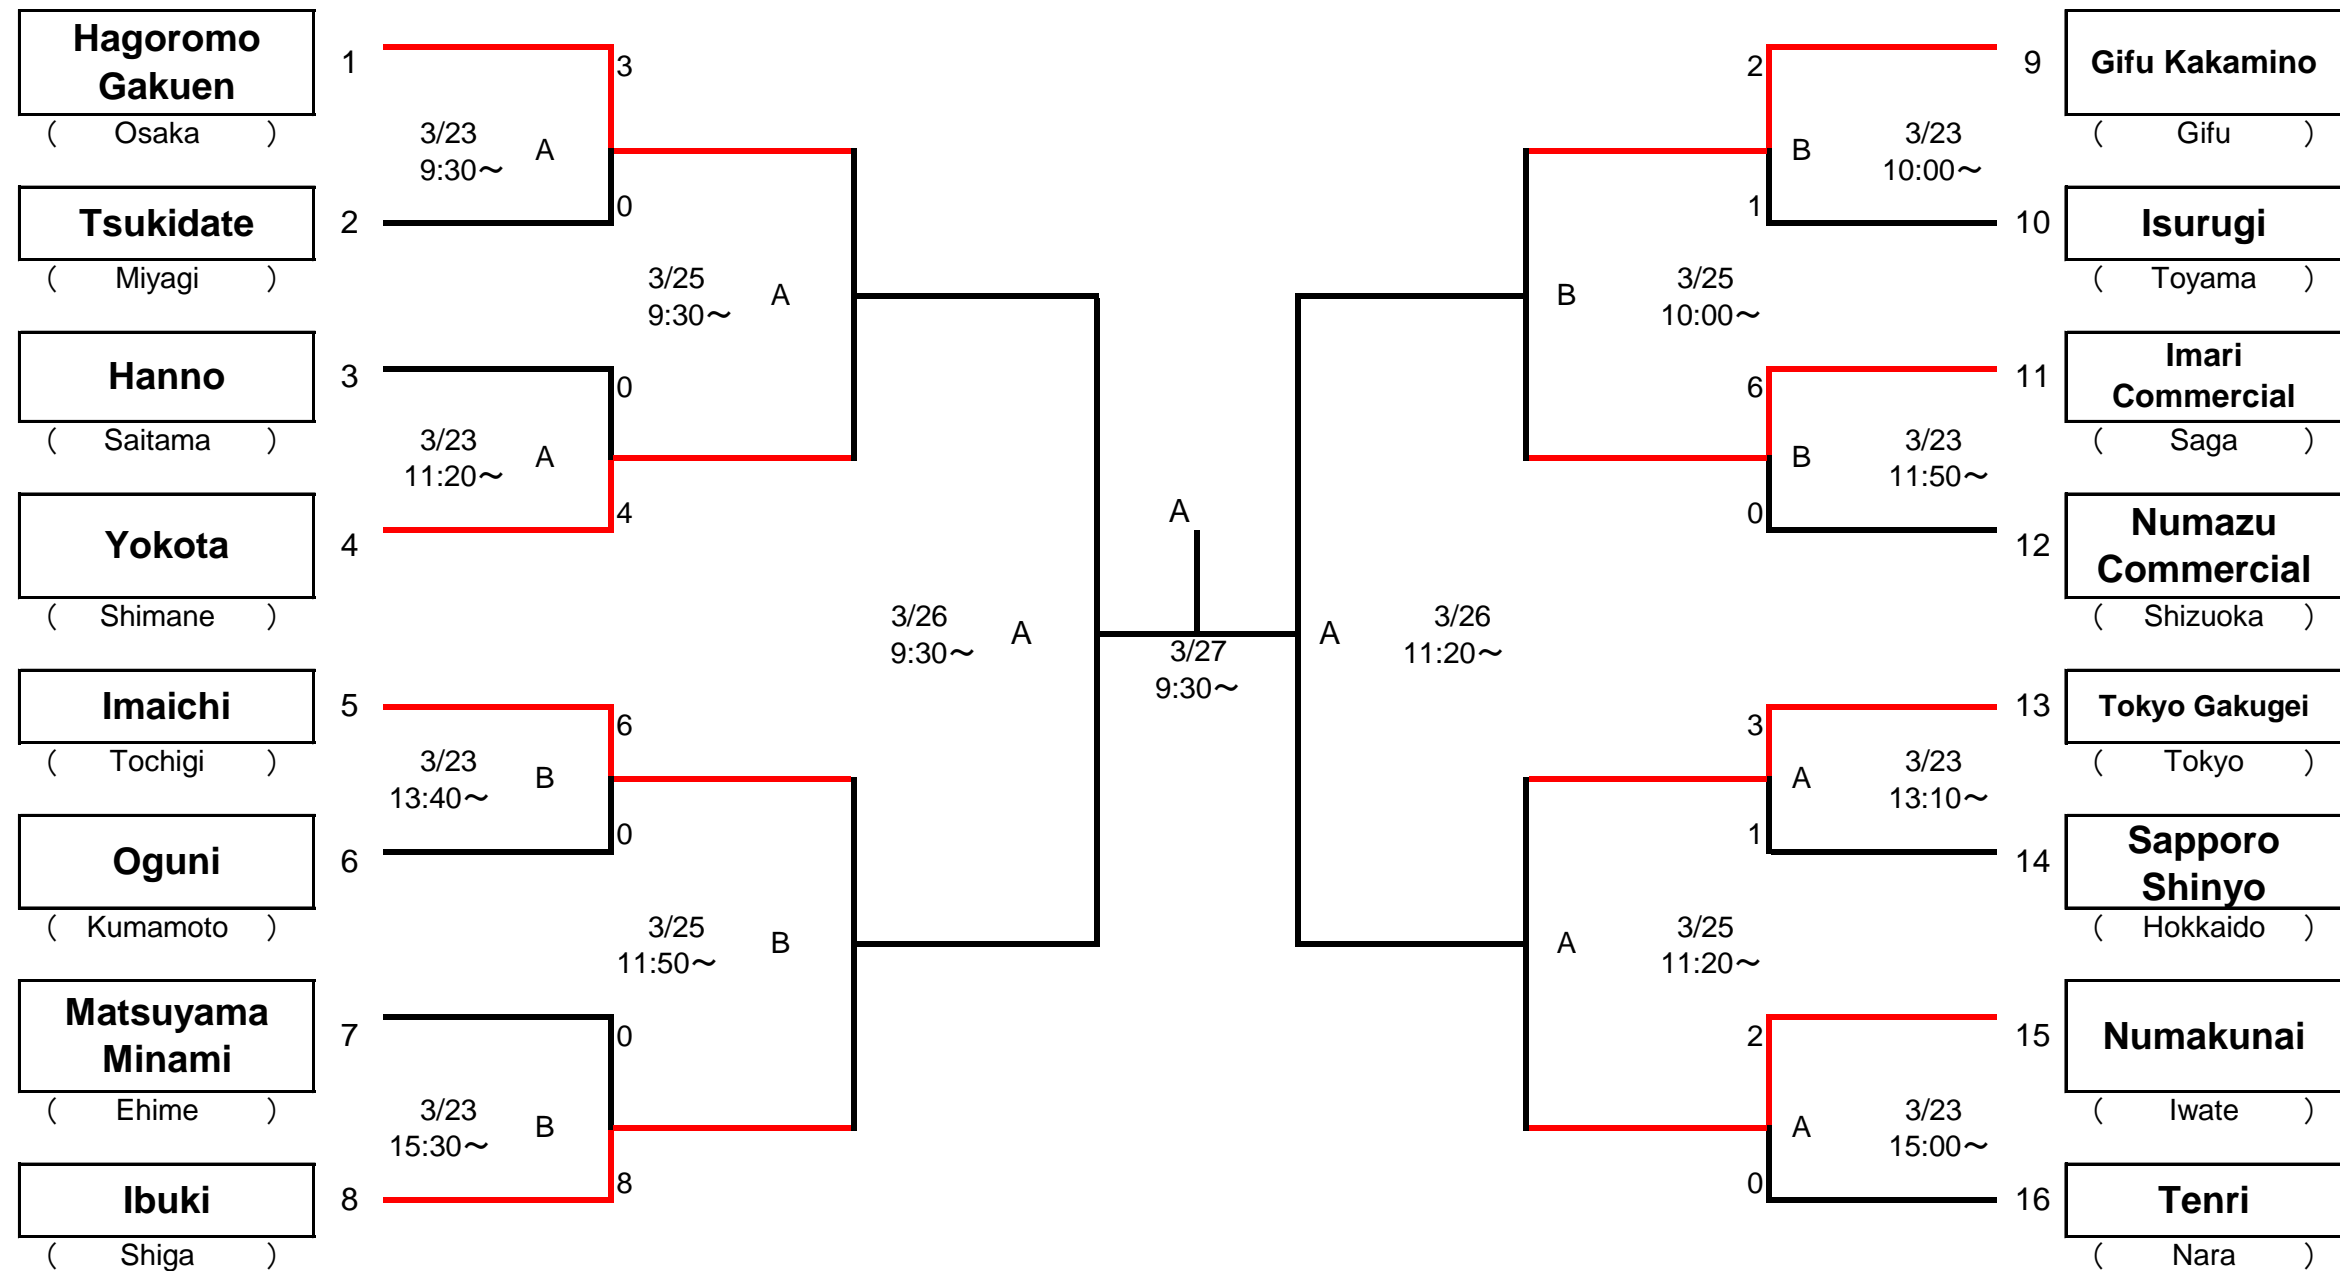 Hagoromo
Gakuen
( Osaka )
1
3
3/23
9:30～
A
Tsukidate
( Miyagi )
2
0
3/25
9:30～
A
Hanno
( Saitama )
3
0
3/23
11:20～
A
Yokota
( Shimane )
4
4
3/26
9:30～
A
Imaichi
( Tochigi )
5
6
3/23
13:40～
B
Oguni
( Kumamoto )
6
0
3/25
11:50～
B
Matsuyama
Minami
( Ehime )
7
0
3/23
15:30～
B
Ibuki
( Shiga )
8
8
A
3/27
9:30～
2
9
Gifu Kakamino
( Gifu )
B
3/23
10:00～
1
10
Isurugi
( Toyama )
B
3/25
10:00～
6
11
Imari
Commercial
( Saga )
B
3/23
11:50～
0
12
Numazu
Commercial
( Shizuoka )
A
3/26
11:20～
3
13
Tokyo Gakugei
( Tokyo )
A
3/23
13:10～
1
14
Sapporo
Shinyo
( Hokkaido )
A
3/25
11:20～
2
15
Numakunai
( Iwate )
A
3/23
15:00～
0
16
Tenri
( Nara )